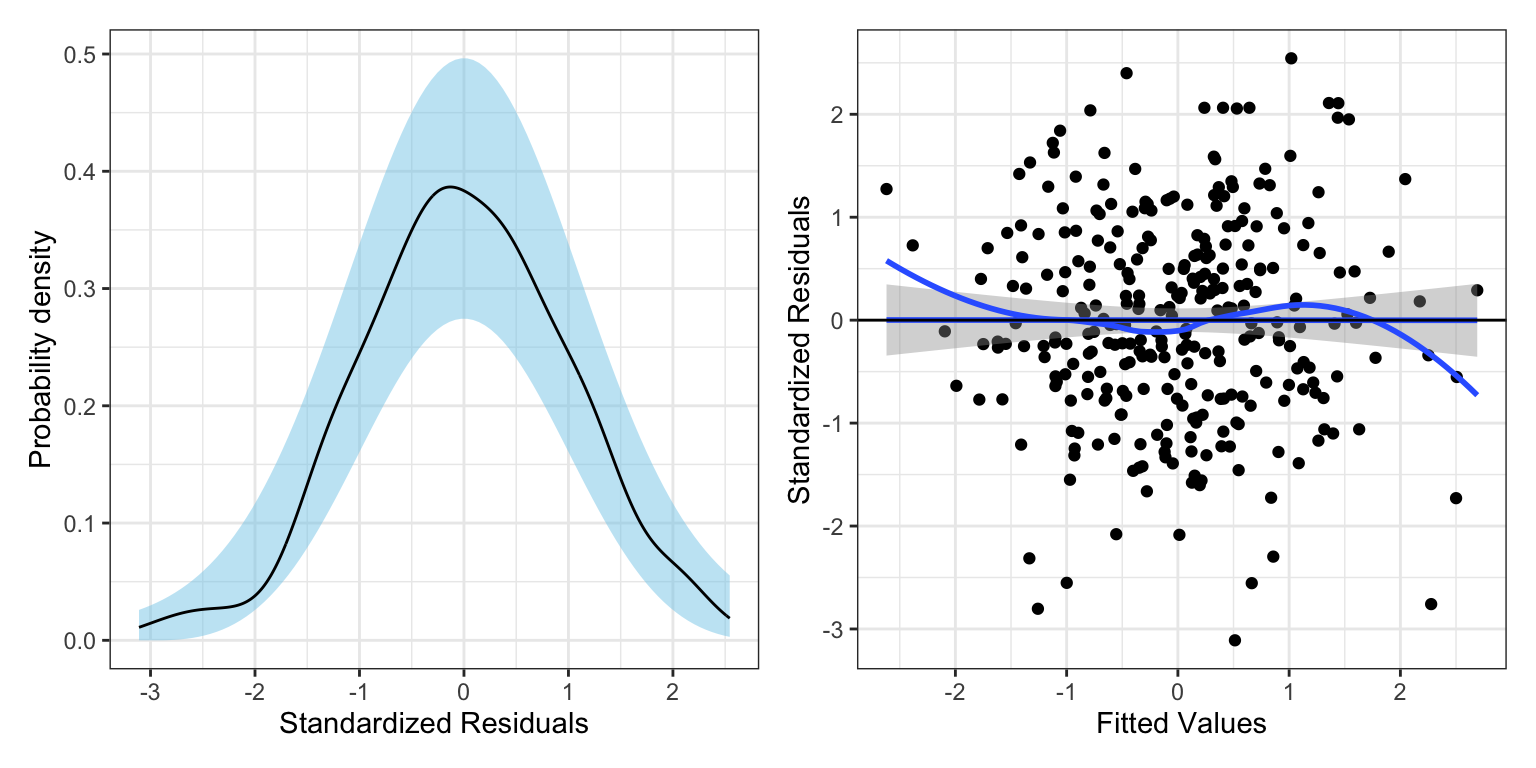 0.5
0.4
0.3
0.2
0.1
0.0
Probability density
-3 -2 -1 0 1 2
Standardized Residuals
2
1
0
-1
-2
-3
Standardized Residuals
-2 -1 0 1 2
Fitted Values